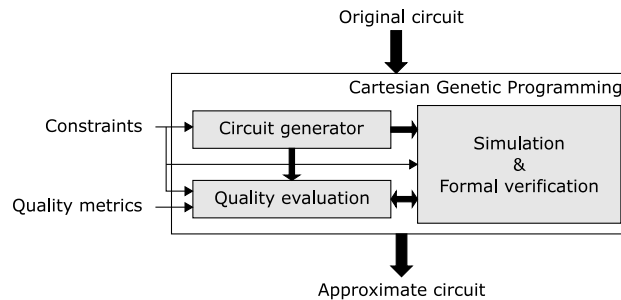 Original circuit
Cartesian Genetic Programming
Constraints
Circuit generator
Simulation
&
Formal verification
Quality metrics
Quality evaluation
Approximate circuit